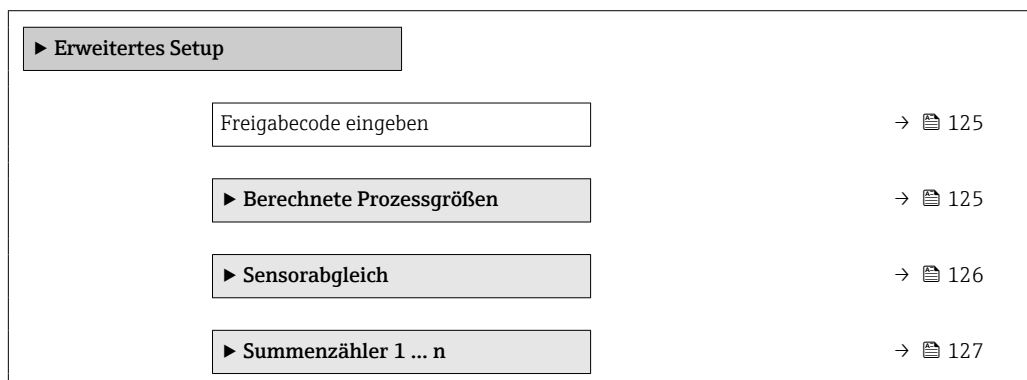 ▶ Erweitertes Setup
Freigabecode eingeben → 125
▶ Berechnete Prozessgrößen → 125
▶ Sensorabgleich → 126
▶ Summenzähler 1 … n → 127